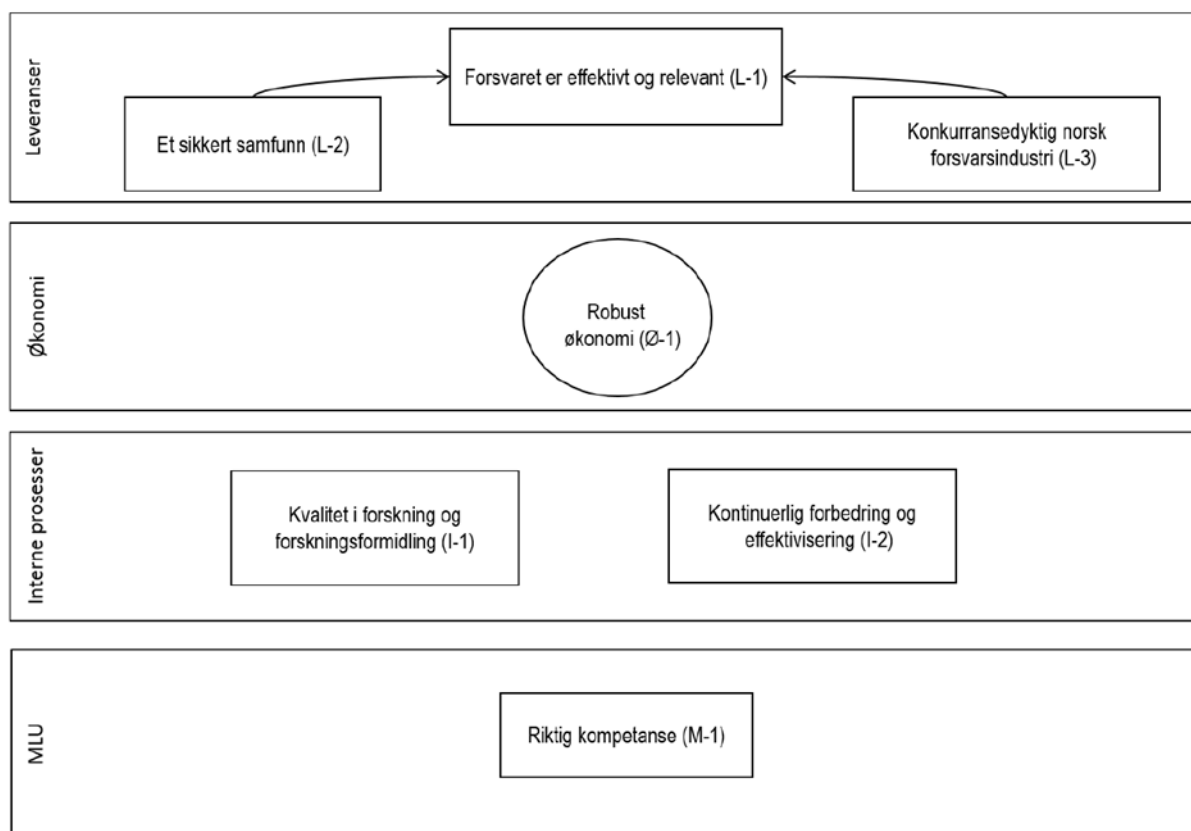 Leveranser
Forsvaret er effektivt og relevant (L-1)
Et sikkert samfunn (L-2)
Konkurransedyktig norsk
forsvarsindustri (L-3)
Økonomi
Robust
økonomi (Ø-1)
Interne prosesser
Kvalitet i forskning og
forskningsformidling (I-1)
Kontinuerlig forbedring og
effektivisering (I-2)
MLU
Riktig kompetanse (M-1)